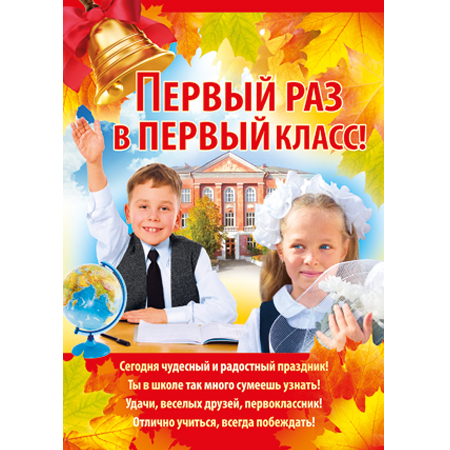 Первый раз
в первый класс!
Сегодня чудесный и радостный праздник!
Ты в школе так много сумеешь узнать!
Удачи, веселых друзей, первоклассник!
Отлично учиться, всегда побеждать!